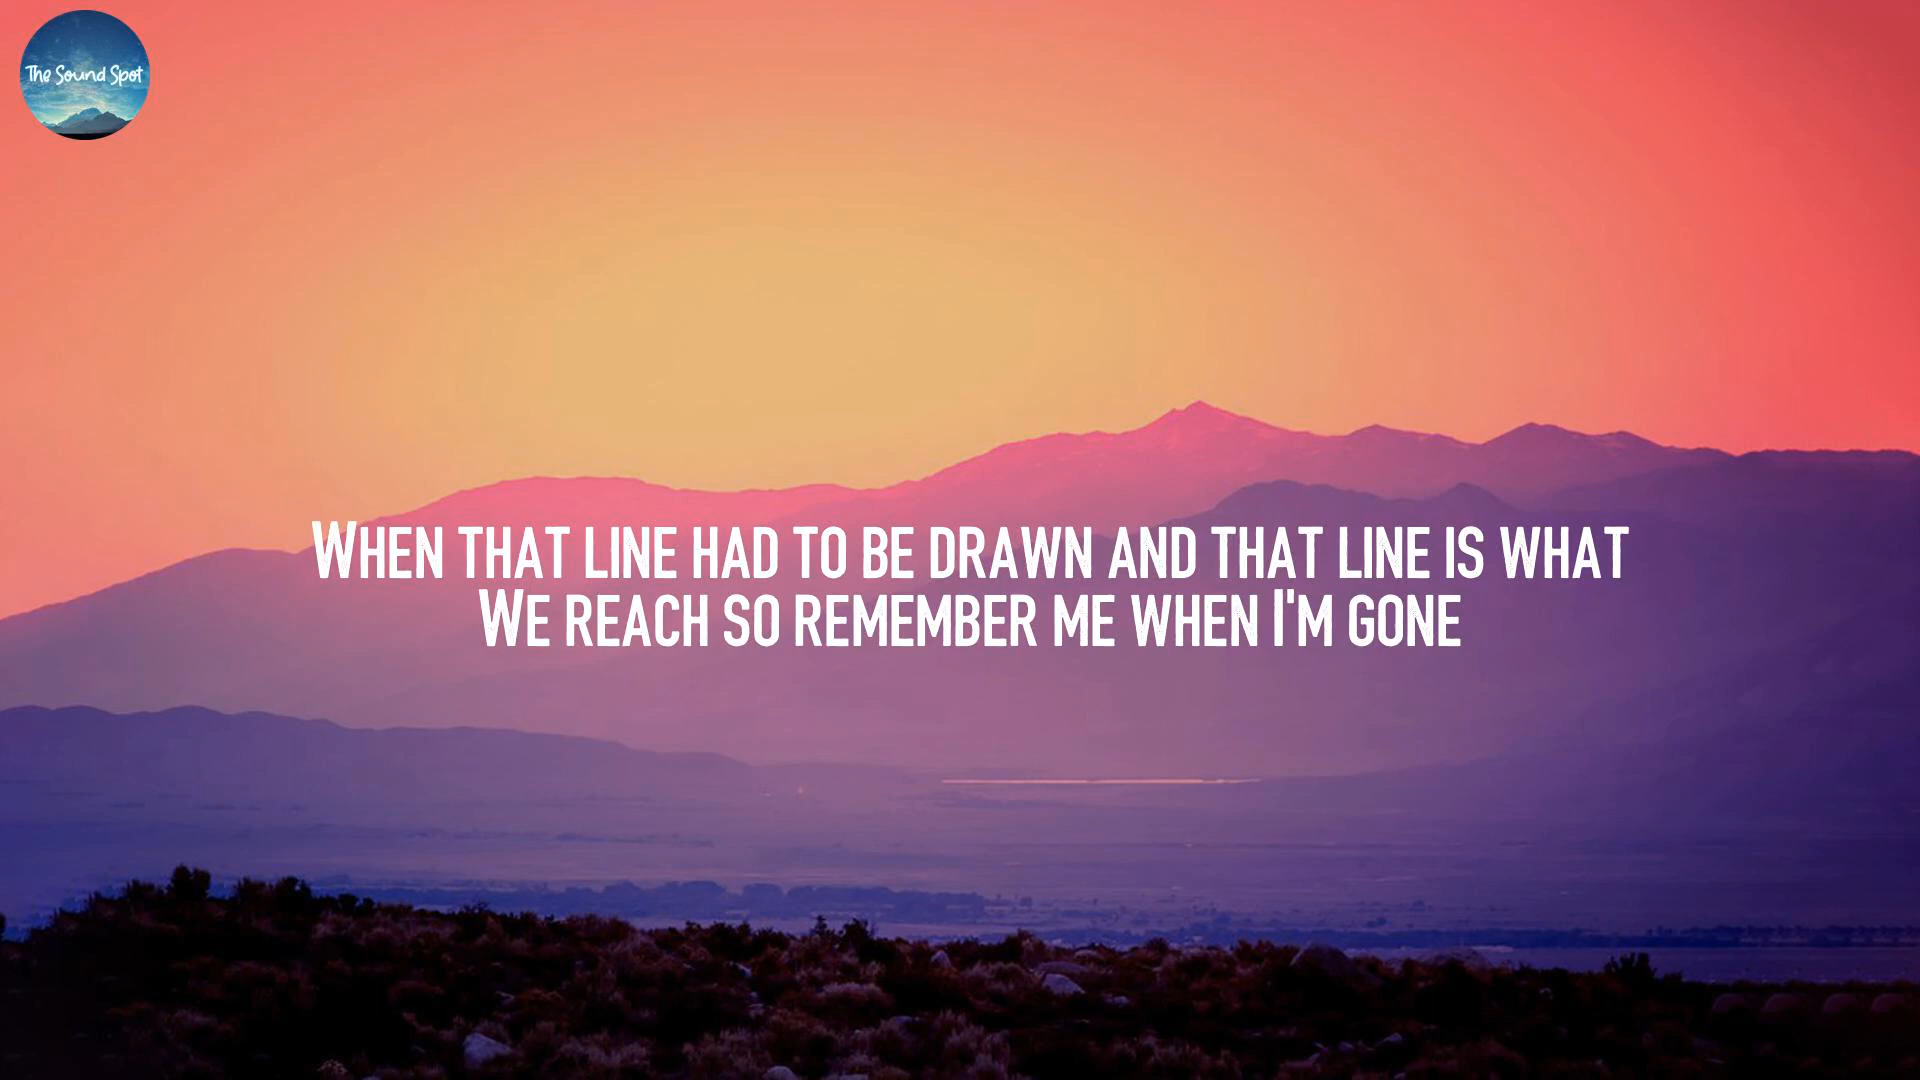 The Sound Spot
When that line had to be drawn and that line is what
We reach so remember me when I'm gone